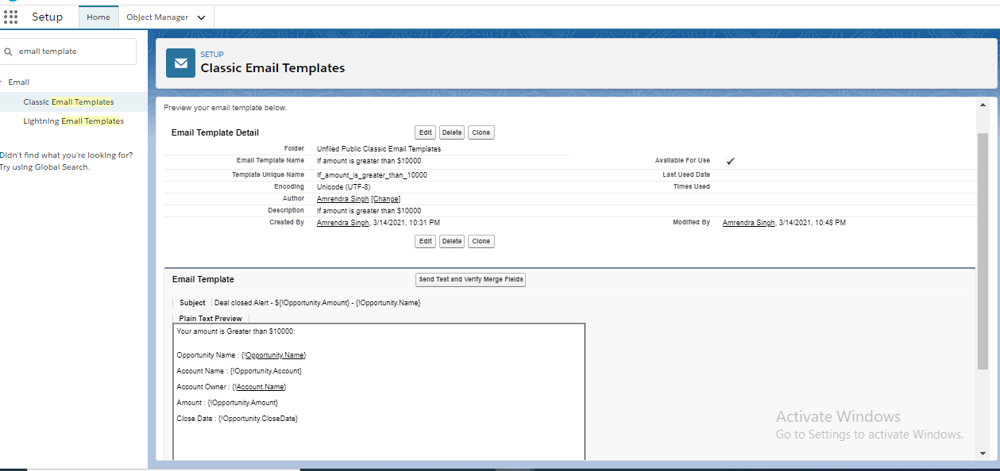 Setup
Home
Object Manager
email template
Email
Classic Email Templates
Lightning Email Templates
Didn't find what you're looking for?
Try using Global Search.
SETUP
Classic Email Templates
Preview your email template below.
Email Template Detail
Edit Delete Clone
Folder Unfiled Public Classic Email Templates
Email Template Name If amount is greater than $10000 Available For Use
Template Unique Name If_amount_is_greater_than_10000 Last Used Date
Encoding Unicode (UTF-8) Times Used
Author Amrendra Singh [Change]
Description If amount is greater than $10000
Created By Amrendra Singh, 3/14/2021, 10:31 PM Modified By Amrendra Singh, 3/14/2021, 10:48 PM
Edit Delete Clone
Email Template Send Test and Verify Merge Fields
Subject Deal closed Alert - ${!Opportunity.Amount} - {!Opportunity.Name}
Plain Text Preview
Your amount is Greater than $10000:
Opportunity Name : {!Opportunity.Name}
Account Name : {!Opportunity.Account}
Account Owner : {!Account.Name}
Amount : {!Opportunity.Amount}
Close Date : {!Opportunity.CloseDate}
Activate Windows
Go to Settings to activate Windows.